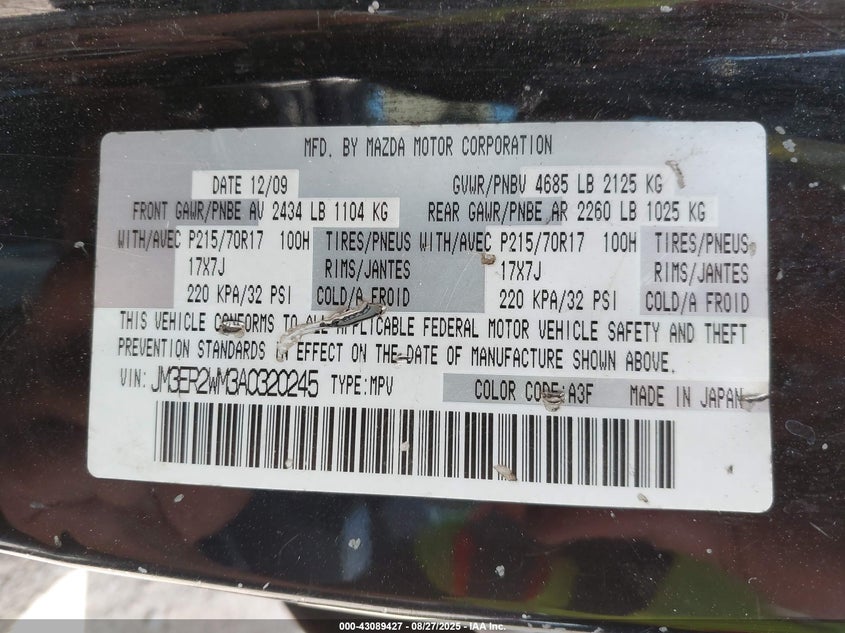 MFD. BY MAZDA MOTOR CORPORATION
DATE 12/09 GVWR/PNBV 4685 LB 2125 KG
FRONT GAWR/PNBE AV 2434 LB 1104 KG REAR GAWR/PNBE AR 2260 LB 1025 KG
WITH/AVEC P215/70R17 100H TIRES/PNEUS WITH/AVEC P215/70R17 100H TIRES/PNEUS
17X7J RIMS/JANTES 17X7J RIMS/JANTES
220 KPA/32 PSI COLD/A FROID 220 KPA/32 PSI COLD/A FROID
THIS VEHICLE CONFORMS TO ALL APPLICABLE FEDERAL MOTOR VEHICLE SAFETY AND THEFT
PREVENTION STANDARDS IN EFFECT ON THE DATE OF MANUFACTURE SHOWN ABOVE.
VIN: JM3ER2WM3A0320245 TYPE:MPV COLOR CODE:A3F MADE IN JAPAN
000-43089427 - 08/27/2025 - IAA Inc.